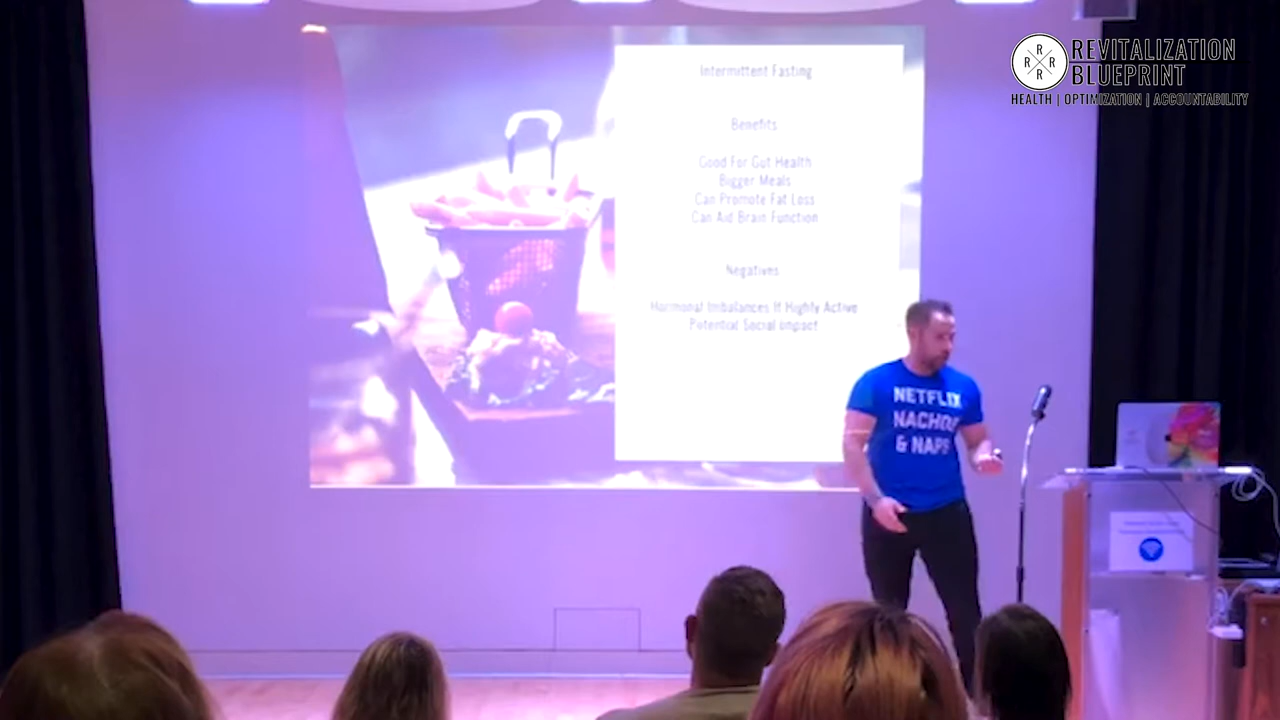 Intermittent Fasting
Benefits
Good For Gut Health
Bigger Meals
Can Promote Fat Loss
Can Aid Brain Function
Negatives
Hormonal Imbalances If Highly Active
Potential Social Impact
NETFLIX
NACHOS
& NAPS
R
R R
R
REVITALIZATION
BLUEPRINT
HEALTH | OPTIMIZATION | ACCOUNTABILITY